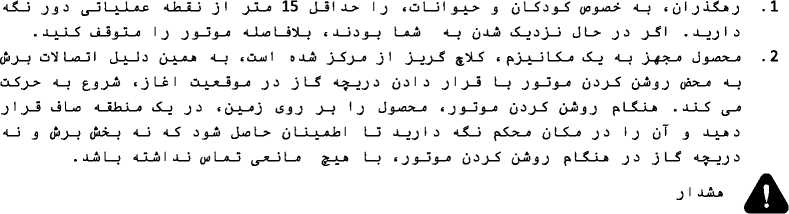 1. رهگذران، به خصوص کودکان و حیوانات، را حداقل 15 متر از نقطه عملیاتی دور نگه
دارید. اگر در حال نزدیک شدن به شما بودند، بلافاصله موتور را متوقف کنید.
2. محصول مجهز به یک مکانیزم، کلاچ گریز از مرکز شده است، به همین دلیل اتصالات برش
به محض روشن کردن موتور با قرار دادن دریچه گاز در موقعیت اغاز، شروع به حرکت
می کند. هنگام روشن کردن موتور، محصول را بر روی زمین، در یک منطقه صاف قرار
دهید و آن را در مکان محکم نگه دارید تا اطمینان حاصل شود که نه بخش برش و نه
دریچه گاز در هنگام روشن کردن موتور، با هیچ مانعی تماس نداشته باشد.
هشدار